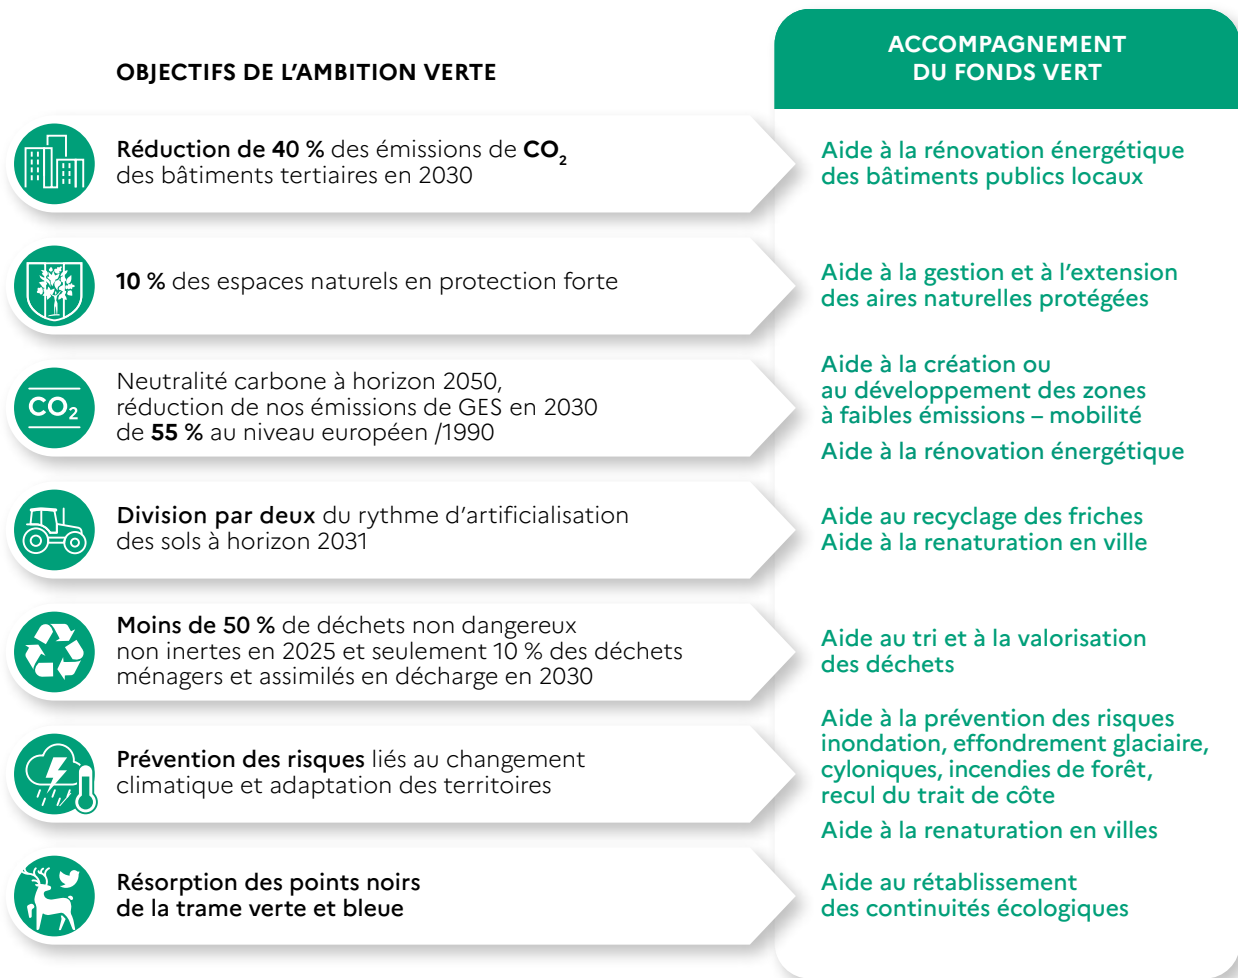 OBJECTIFS DE L’AMBITION VERTE
ACCOMPAGNEMENT
DU FONDS VERT
Réduction de 40 % des émissions de CO₂
des bâtiments tertiaires en 2030
Aide à la rénovation énergétique
des bâtiments publics locaux
10 % des espaces naturels en protection forte
Aide à la gestion et à l’extension
des aires naturelles protégées
CO₂
Neutralité carbone à horizon 2050,
réduction de nos émissions de GES en 2030
de 55 % au niveau européen /1990
Aide à la création ou
au développement des zones
à faibles émissions – mobilité
Aide à la rénovation énergétique
Division par deux du rythme d’artificialisation
des sols à horizon 2031
Aide au recyclage des friches
Aide à la renaturation en ville
Moins de 50 % de déchets non dangereux
non inertes en 2025 et seulement 10 % des déchets
ménagers et assimilés en décharge en 2030
Aide au tri et à la valorisation
des déchets
Prévention des risques liés au changement
climatique et adaptation des territoires
Aide à la prévention des risques
inondation, effondrement glaciaire,
cyloniques, incendies de forêt,
recul du trait de côte
Aide à la renaturation en villes
Résorption des points noirs
de la trame verte et bleue
Aide au rétablissement
des continuités écologiques